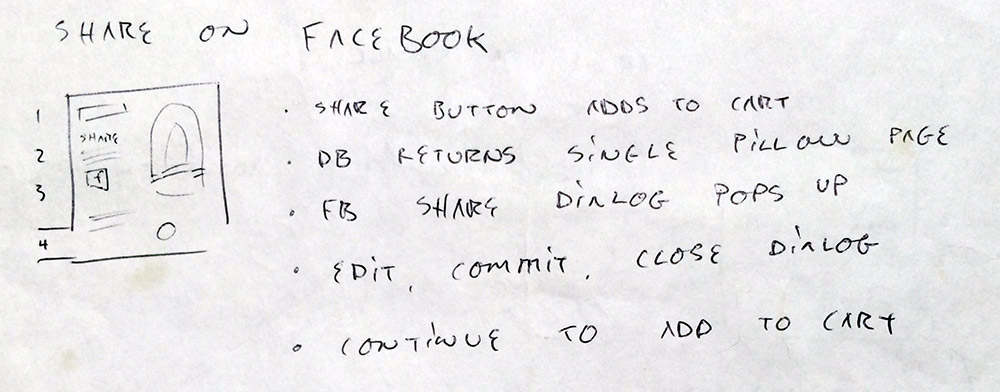 SHARE ON FACEBOOK
1
SHARE
2
3
4
• SHARE BUTTON ADDS TO CART
• DB RETURNS SINGLE PILLOW PAGE
• FB SHARE DIALOG POPS UP
• EDIT, COMMIT, CLOSE DIALOG
• CONTINUE TO ADD TO CART